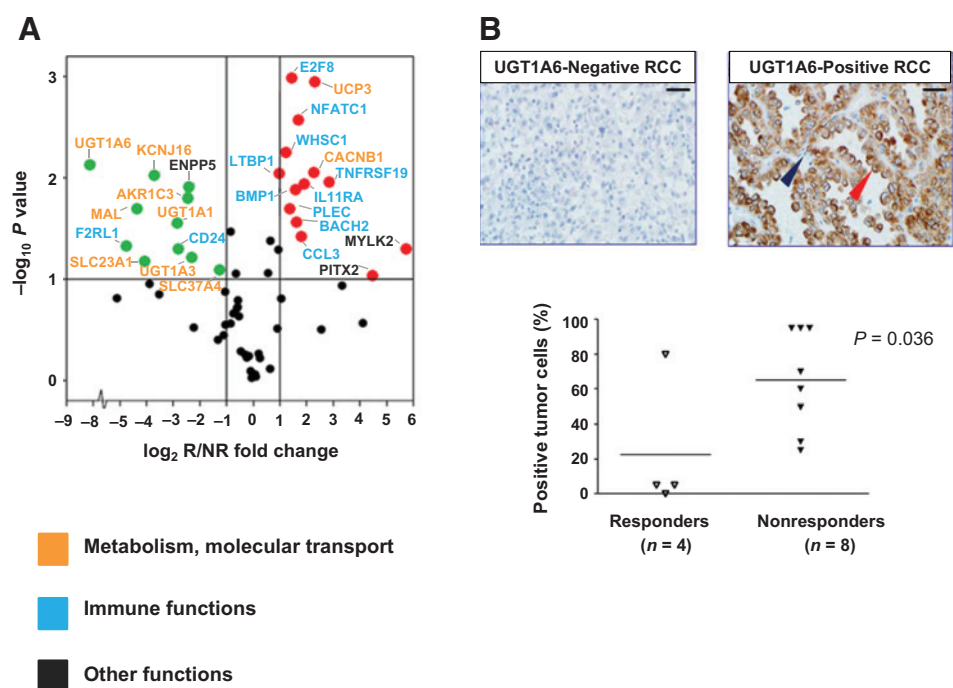 A
3
2
1
0
–log10 P value
E2F8
UCP3
NFATC1
WHSC1
LTBP1
CACNB1
TNFRSF19
BMP1
IL11RA
PLEC
BACH2
CCL3
MYLK2
PITX2
UGT1A6
KCNJ16
ENPP5
AKR1C3
MAL
UGT1A1
F2RL1
CD24
SLC23A1
UGT1A3
SLC37A4
–9 –8 –5 –4 –3 –2 –1 0 1 2 3 4 5 6
log2 R/NR fold change
Metabolism, molecular transport
Immune functions
Other functions
B
UGT1A6-Negative RCC
UGT1A6-Positive RCC
Positive tumor cells (%)
100
80
60
40
20
0
P = 0.036
Responders
(n = 4)
Nonresponders
(n = 8)